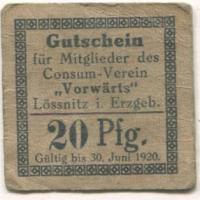 Gutschein
für Mitglieder des
Consum-Verein
„Vorwärts"
Lössnitz i. Erzgeb.
20 Pfg.
Gültig bis 30. Juni 1920.